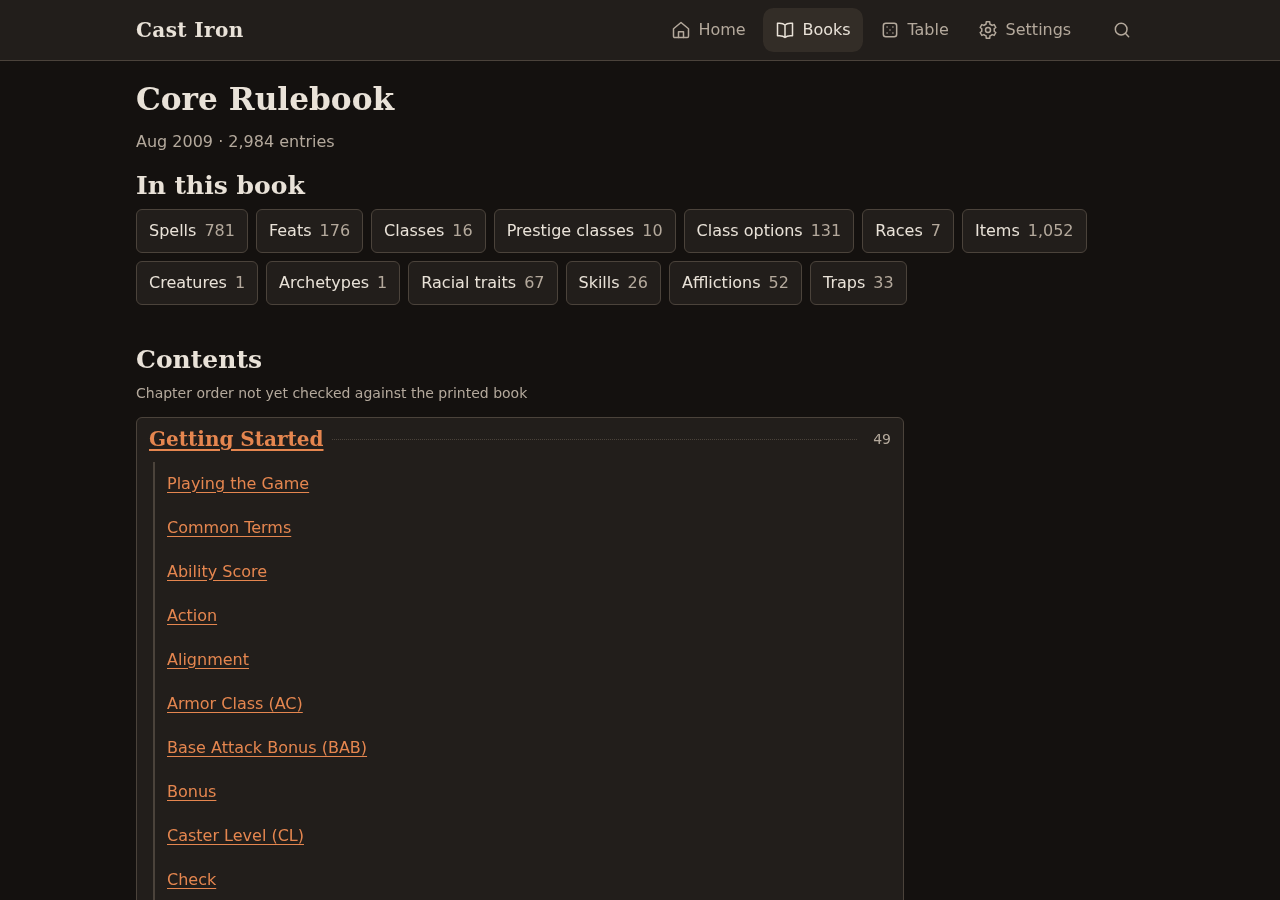 Cast Iron
Home Books Table Settings
Core Rulebook
Aug 2009 · 2,984 entries
In this book
Spells 781 Feats 176 Classes 16 Prestige classes 10 Class options 131 Races 7 Items 1,052
Creatures 1 Archetypes 1 Racial traits 67 Skills 26 Afflictions 52 Traps 33
Contents
Chapter order not yet checked against the printed book
Getting Started 49
Playing the Game
Common Terms
Ability Score
Action
Alignment
Armor Class (AC)
Base Attack Bonus (BAB)
Bonus
Caster Level (CL)
Check